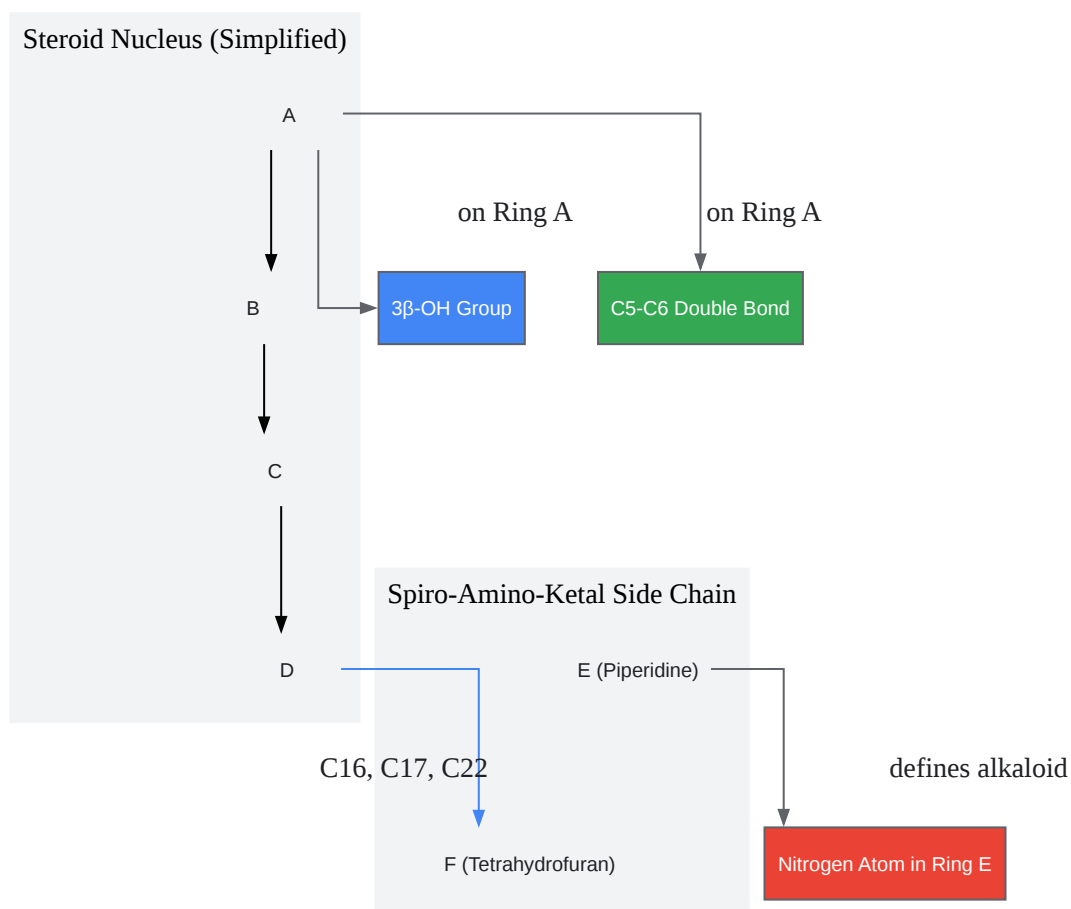 Steroid Nucleus (Simplified)
A
on Ring A
on Ring A
B
3β-OH Group
C5-C6 Double Bond
C
Spiro-Amino-Ketal Side Chain
D
E (Piperidine)
C16, C17, C22
defines alkaloid
F (Tetrahydrofuran)
Nitrogen Atom in Ring E